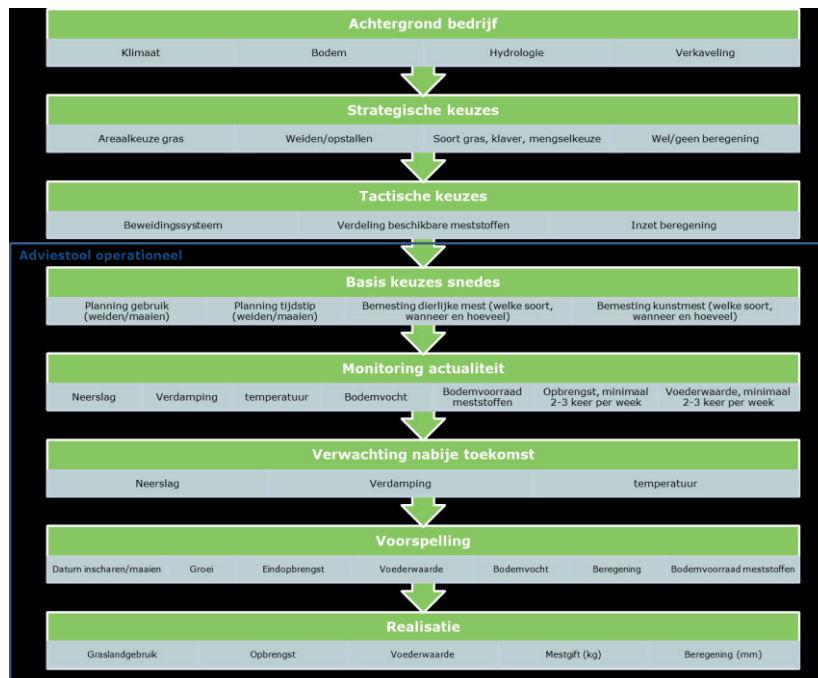 Achtergrond bedrijf
Klimaat Bodem Hydrologie Verkaveling
Strategische keuzes
Areaalkeuze gras Weiden/opstallen Soort gras, klaver, mengselkeuze Wel/geen beregening
Tactische keuzes
Beweidingssysteem Verdeling beschikbare meststoffen Inzet beregening
Adviestool operationeel
Basis keuzes snedes
Planning gebruik (weiden/maaien) Planning tijdstip (weiden/maaien) Bemesting dierlijke mest (welke soort, wanneer en hoeveel) Bemesting kunstmest (welke soort, wanneer en hoeveel)
Monitoring actualiteit
Neerslag Verdamping temperatuur Bodemvocht Bodemvoorraad meststoffen Opbrengst, minimaal 2-3 keer per week Voederwaarde, minimaal 2-3 keer per week
Verwachting nabije toekomst
Neerslag Verdamping temperatuur
Voorspelling
Datum inscharen/maaien Groei Eindopbrengst Voederwaarde Bodemvocht Beregening Bodemvoorraad meststoffen
Realisatie
Graslandgebruik Opbrengst Voederwaarde Mestgift (kg) Beregening (mm)